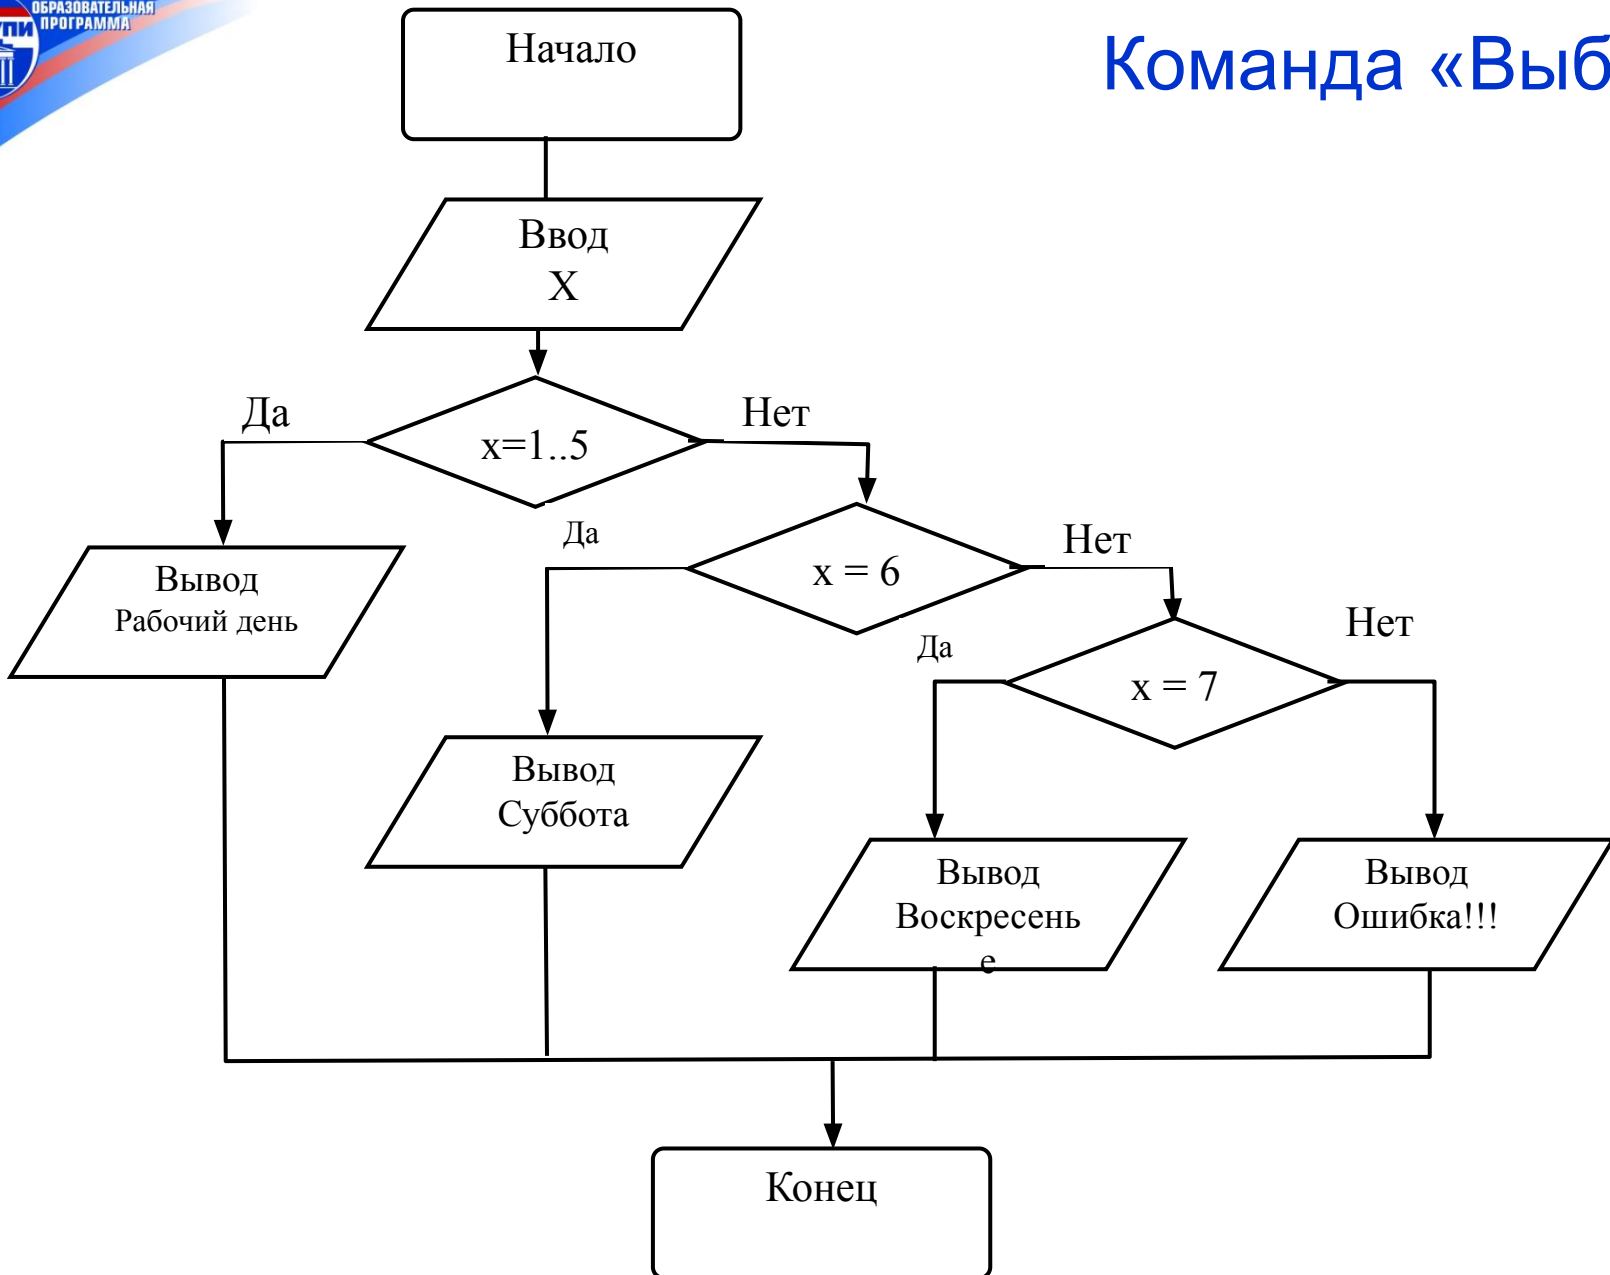 ОБРАЗОВАТЕЛЬНАЯ
ПРОГРАММА
Команда «Выб
Начало
Ввод
X
Да
Нет
x=1..5
Да
Нет
x = 6
Вывод
Рабочий день
Да
Нет
x = 7
Вывод
Суббота
Вывод
Воскресень
е
Вывод
Ошибка!!!
Конец